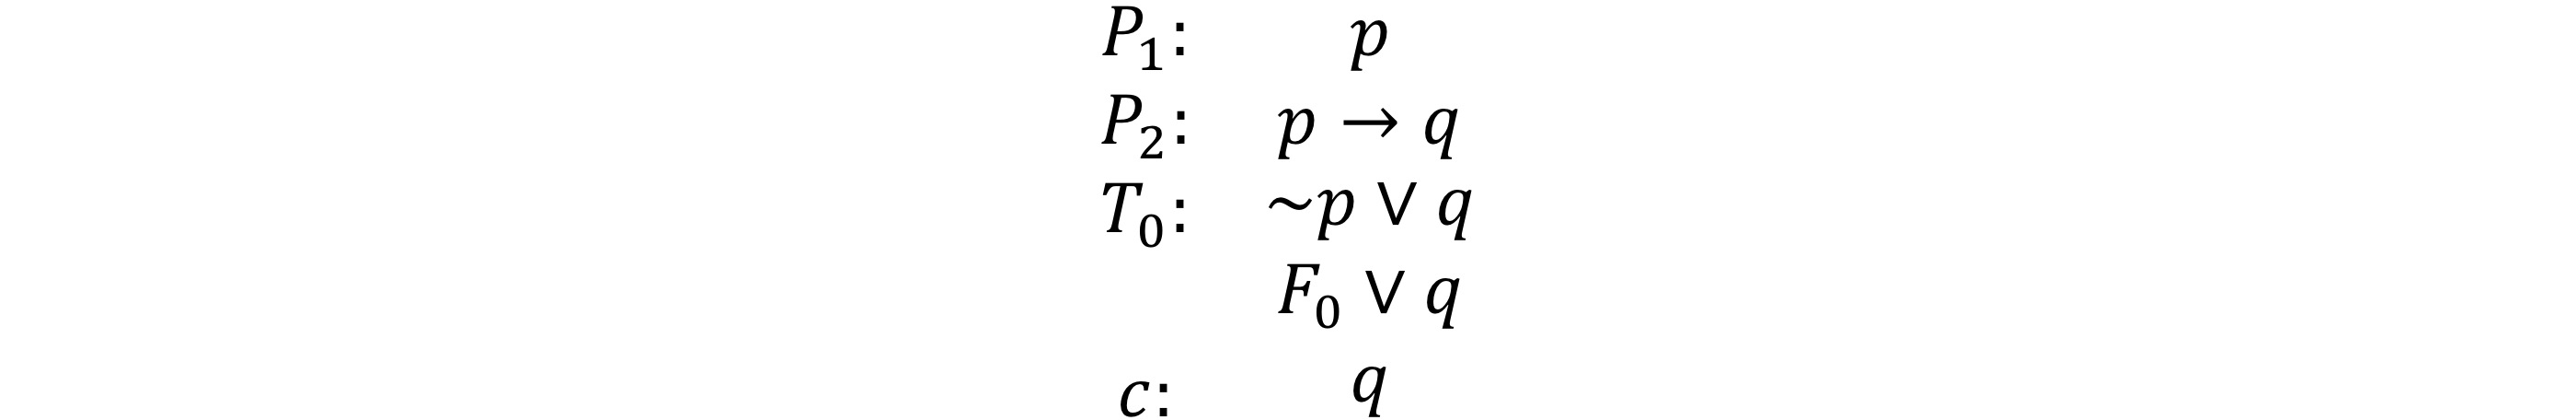 P₁: p
P₂: p → q
T₀: ~p ∨ q
F₀ ∨ q
c: q